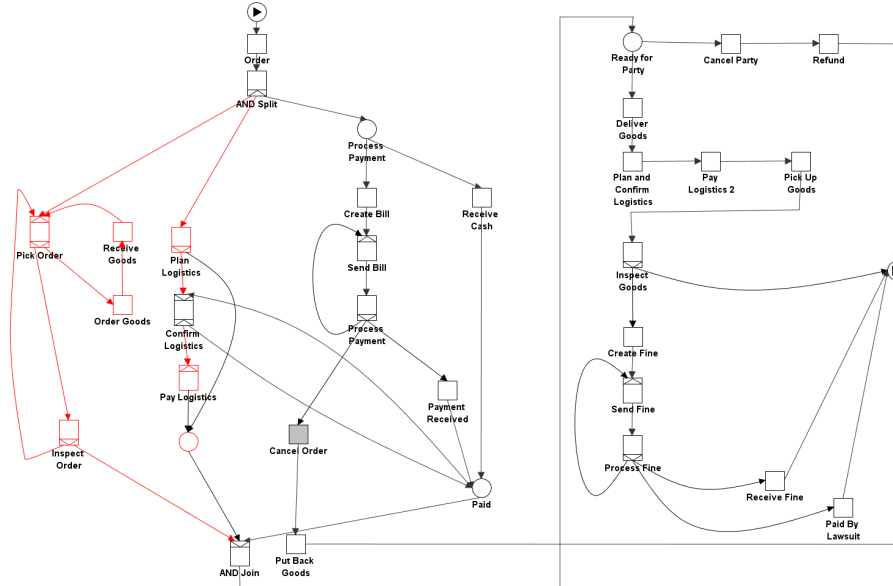 Order
AND Split
Process
Payment
Pick Order
Receive
Goods
Order Goods
Plan
Logistics
Confirm
Logistics
Pay Logistics
Inspect
Order
Create Bill
Send Bill
Process
Payment
Receive
Cash
Payment
Received
Cancel Order
Paid
AND Join
Put Back
Goods
Ready for
Party
Cancel Party
Refund
Deliver
Goods
Plan and
Confirm
Logistics
Pay
Logistics 2
Pick Up
Goods
Inspect
Goods
Create Fine
Send Fine
Process Fine
Receive Fine
Paid By
Lawsuit